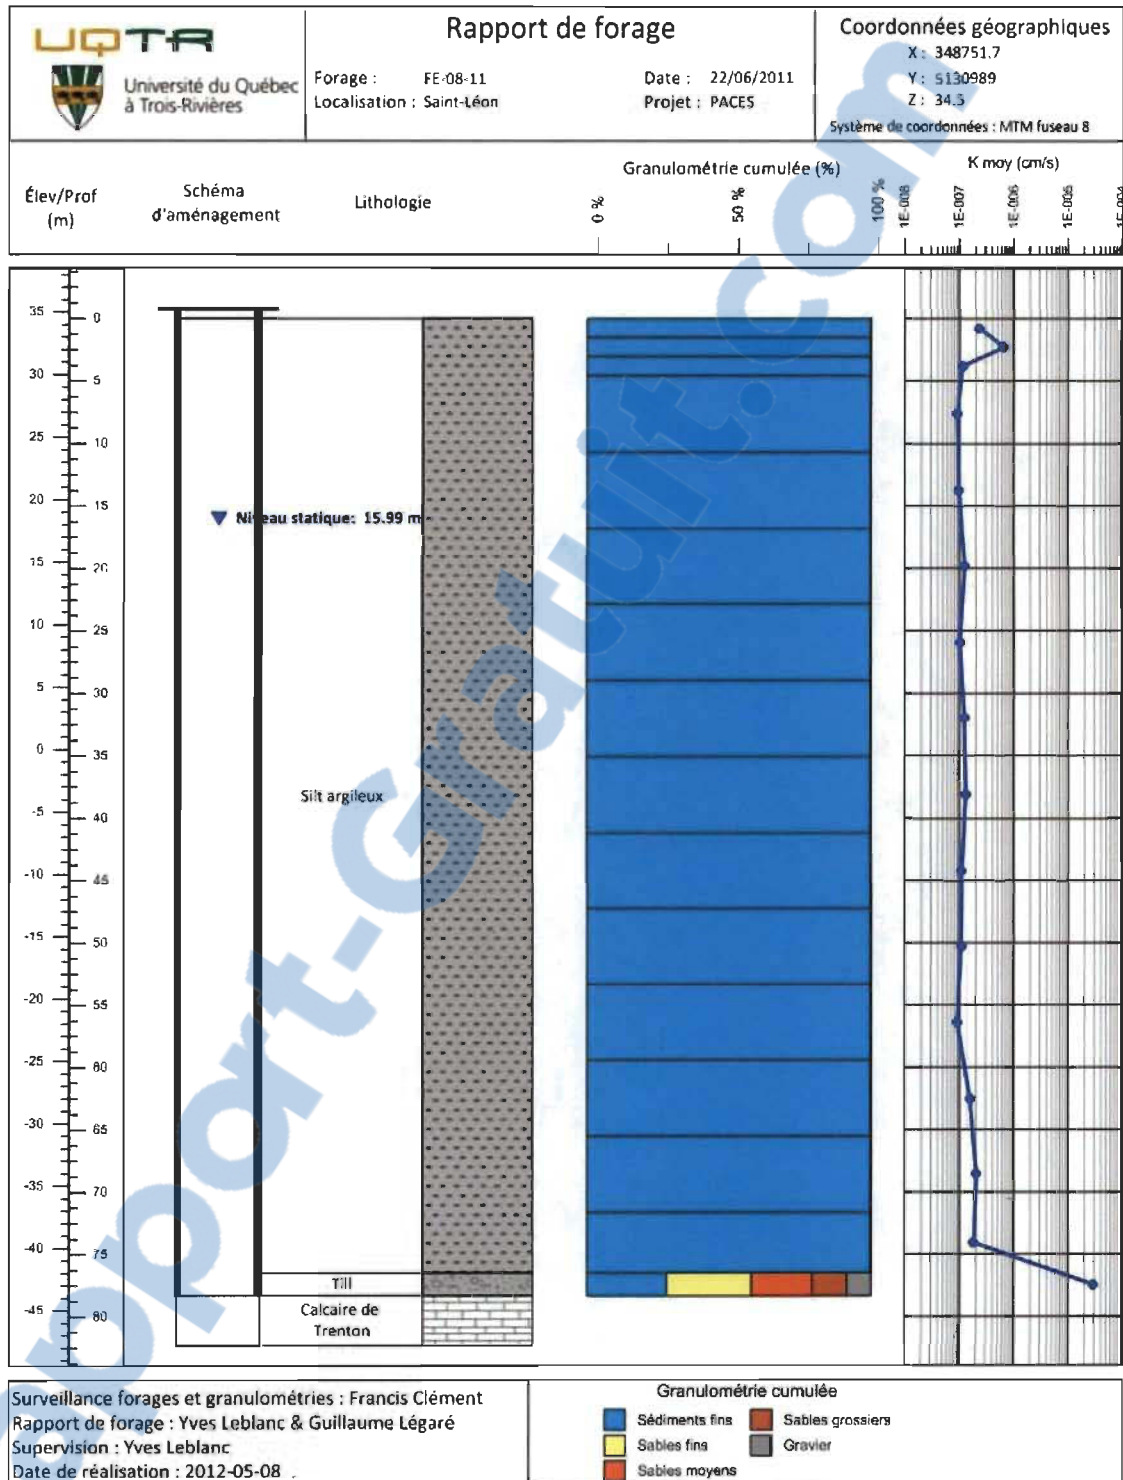 UQTR
Université du Québec
à Trois-Rivières
Rapport de forage
Forage : FE-08-11
Date : 22/06/2011
Localisation : Saint-Léon
Projet : PACES
Coordonnées géographiques
X : 348751.7
Y : 5130989
Z : 34.5
Système de coordonnées : MTM fuseau 8
Élev/Prof
(m)
Schéma
d'aménagement
Lithologie
Granulométrie cumulée (%)
0 %
50 %
100 %
K moy (cm/s)
1E-008
1E-007
1E-006
1E-005
1E-004
35
30
25
20
15
10
5
0
-5
-10
-15
-20
-25
-30
-35
-40
-45
0
5
10
15
20
25
30
35
40
45
50
55
60
65
70
75
80
Niveau statique: 15.99 m
Silt argileux
Till
Calcaire de
Trenton
Surveillance forages et granulométries : Francis Clément
Rapport de forage : Yves Leblanc & Guillaume Légaré
Supervision : Yves Leblanc
Date de réalisation : 2012-05-08
Granulométrie cumulée
Sédiments fins
Sables grossiers
Sables fins
Gravier
Sables moyens
Rapport-Gratuit.com